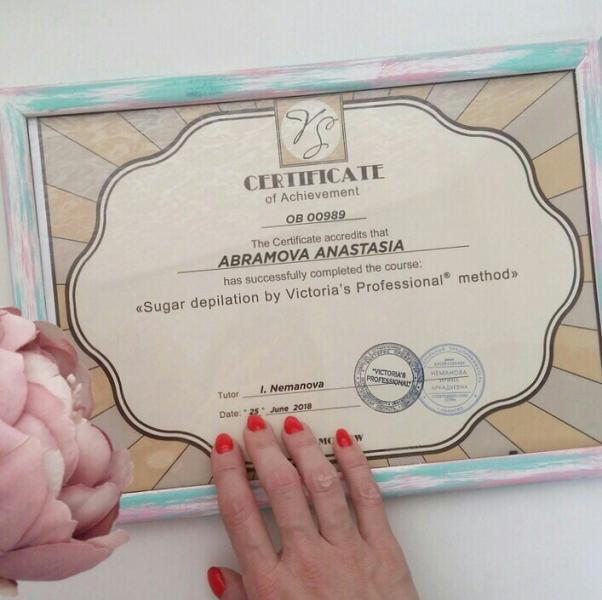 VS
CERTIFICATE
of Achievement
OB 00989
The Certificate accredits that
ABRAMOVA ANASTASIA
has successfully completed the course:
«Sugar depilation by Victoria's Professional® method»
Tutor I. Nemanova
Date: "25" June 2018
"VICTORIA'S
PROFESSIONAL"
НЕМАНОВА
АРКАДЬЕВНА